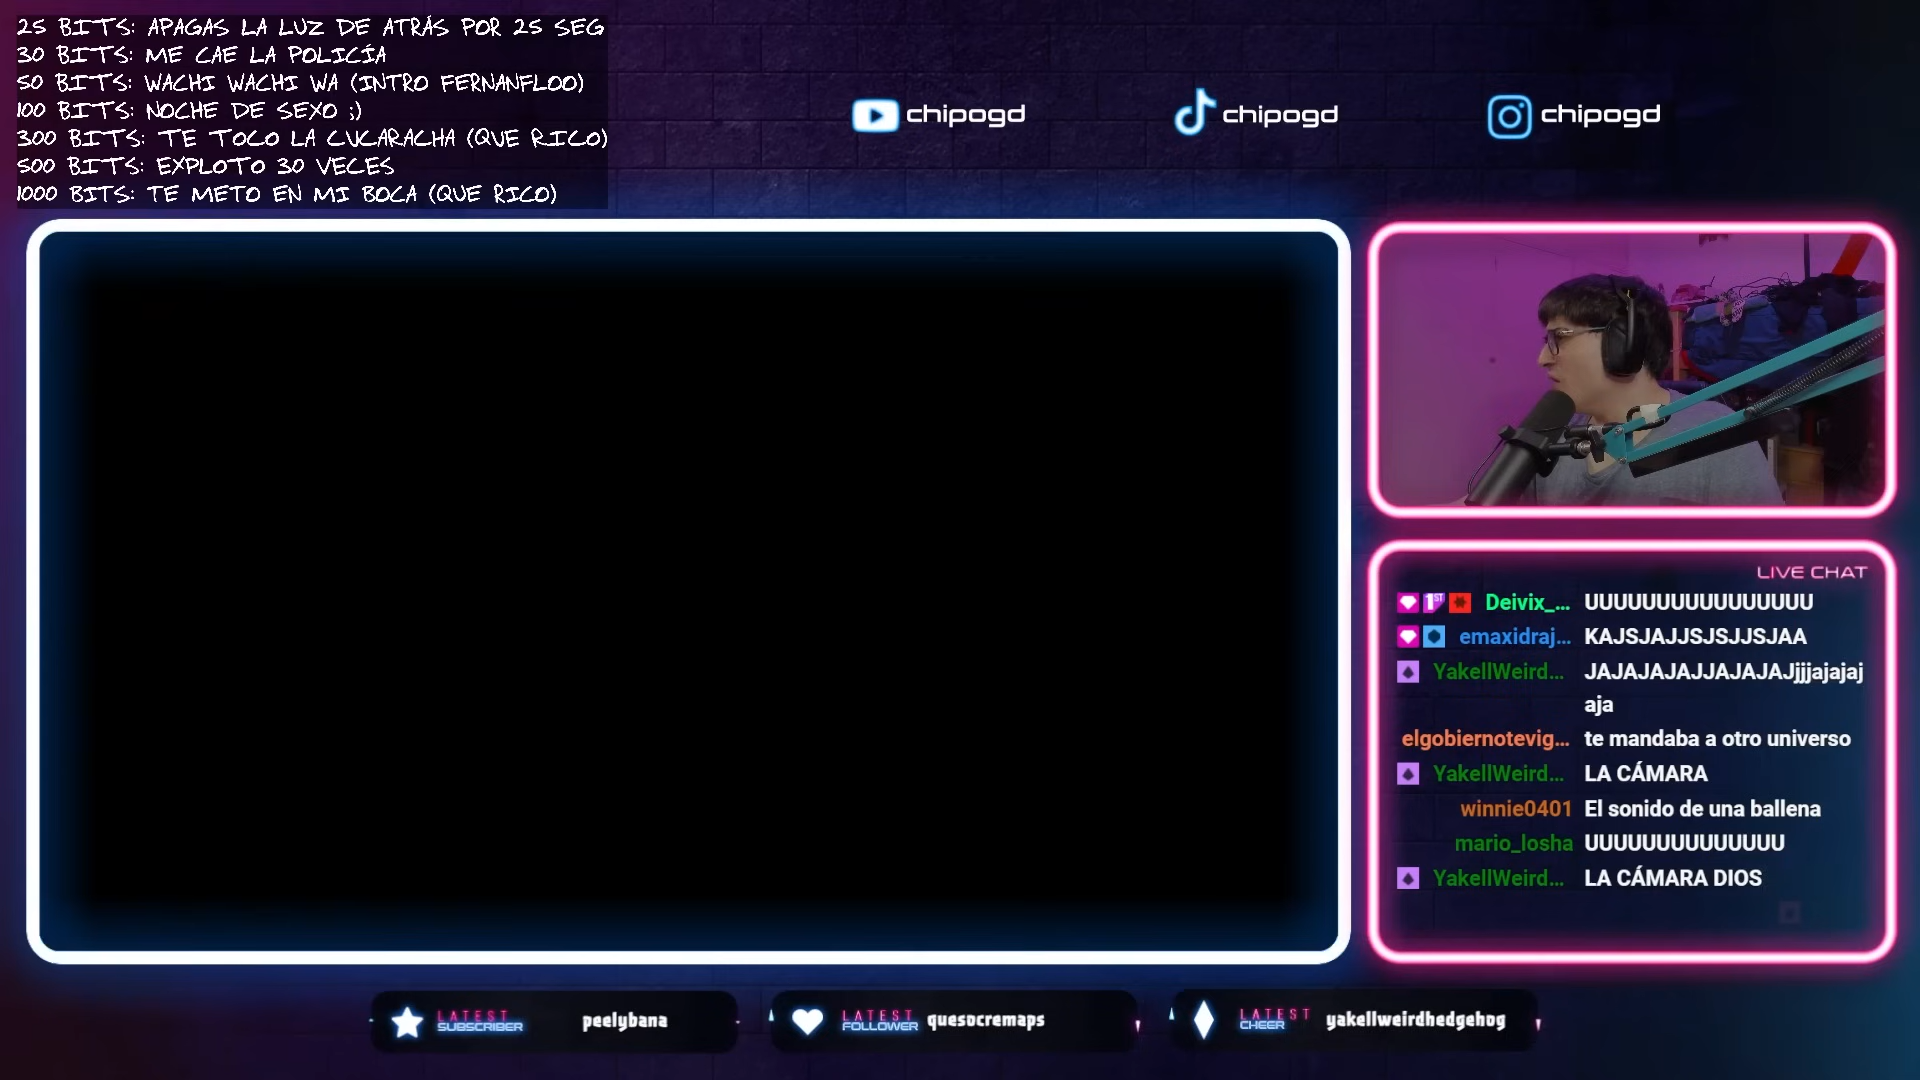 25 BITS: APAGAS LA LUZ DE ATRÁS POR 25 SEG
30 BITS: ME CAE LA POLICÍA
50 BITS: WACHI WACHI WA (INTRO FERNANFLOO)
100 BITS: NOCHE DE SEXO ;)
300 BITS: TE TOCO LA CUCARACHA (QUE RICO)
500 BITS: EXPLOTO 30 VECES
1000 BITS: TE METO EN MI BOCA (QUE RICO)
chipogd
chipogd
chipogd
LIVE CHAT
1ST Deivix_... UUUUUUUUUUUUUUUU
emaxidraj... KAJSJAJJSJSJJSJAA
YakellWeird... JAJAJAJAJJAJAJAJjjjajajaj
aja
elgobiernotevig... te mandaba a otro universo
YakellWeird... LA CÁMARA
winnie0401 El sonido de una ballena
mario_losha UUUUUUUUUUUUUU
YakellWeird... LA CÁMARA DIOS
LATEST SUBSCRIBER peelybana
LATEST FOLLOWER quesocremaps
LATEST CHEER yakellweirdhedgehog